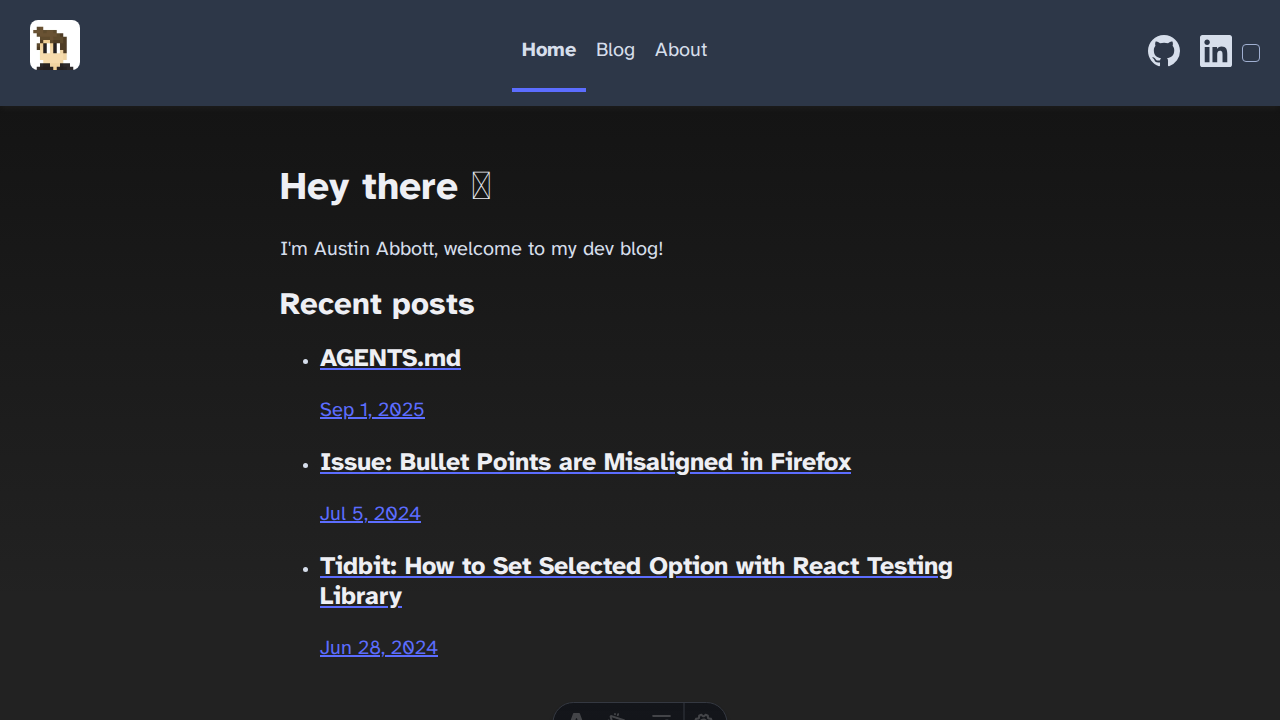 Home Blog About
Hey there
I'm Austin Abbott, welcome to my dev blog!
Recent posts
AGENTS.md
Sep 1, 2025
Issue: Bullet Points are Misaligned in Firefox
Jul 5, 2024
Tidbit: How to Set Selected Option with React Testing
Library
Jun 28, 2024